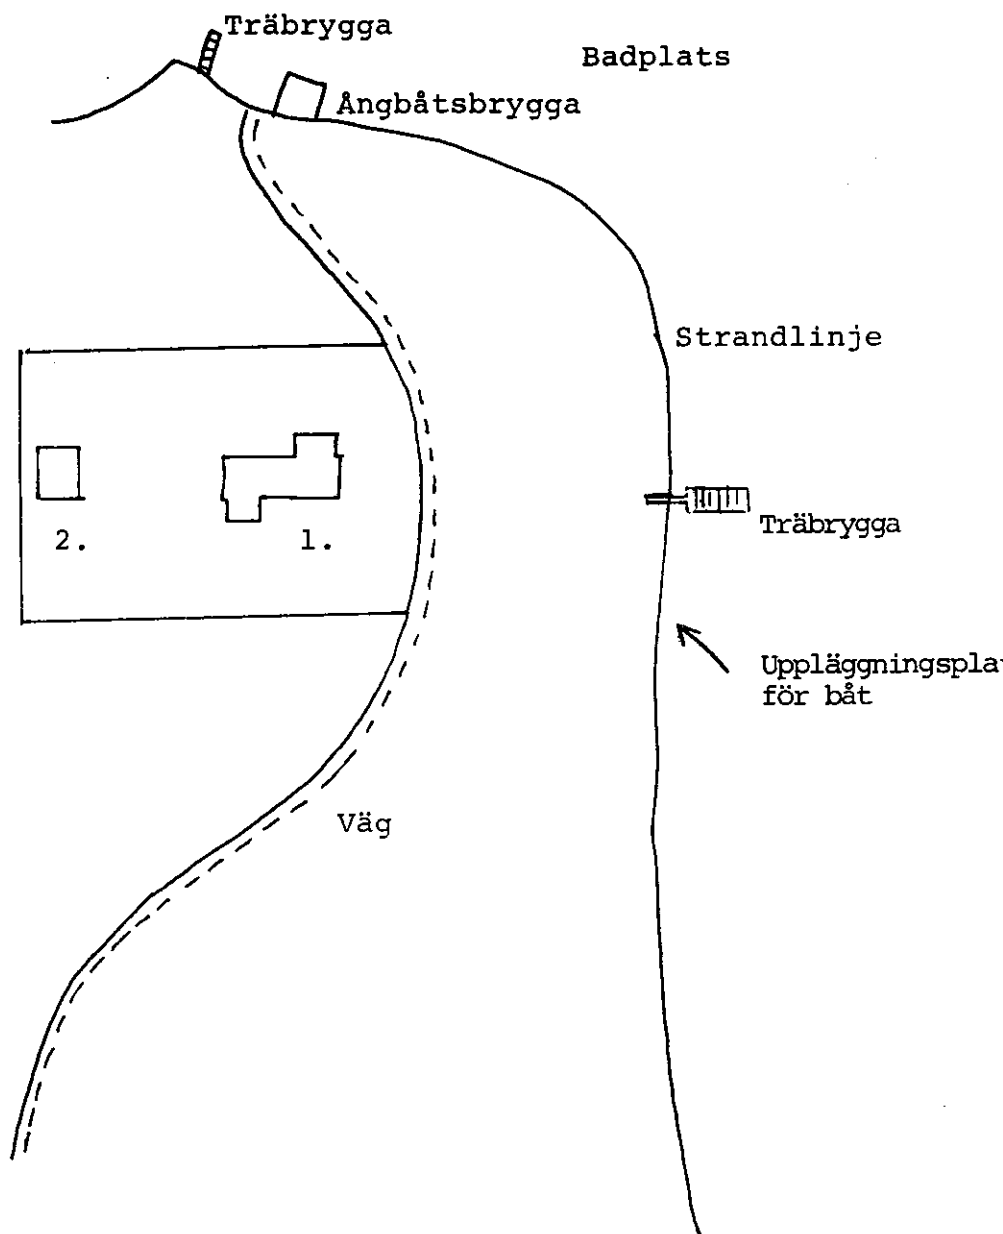 Träbrygga
Badplats
Ångbåtsbrygga
Strandlinje
2.
1.
Träbrygga
Uppläggningspla
för båt
Väg